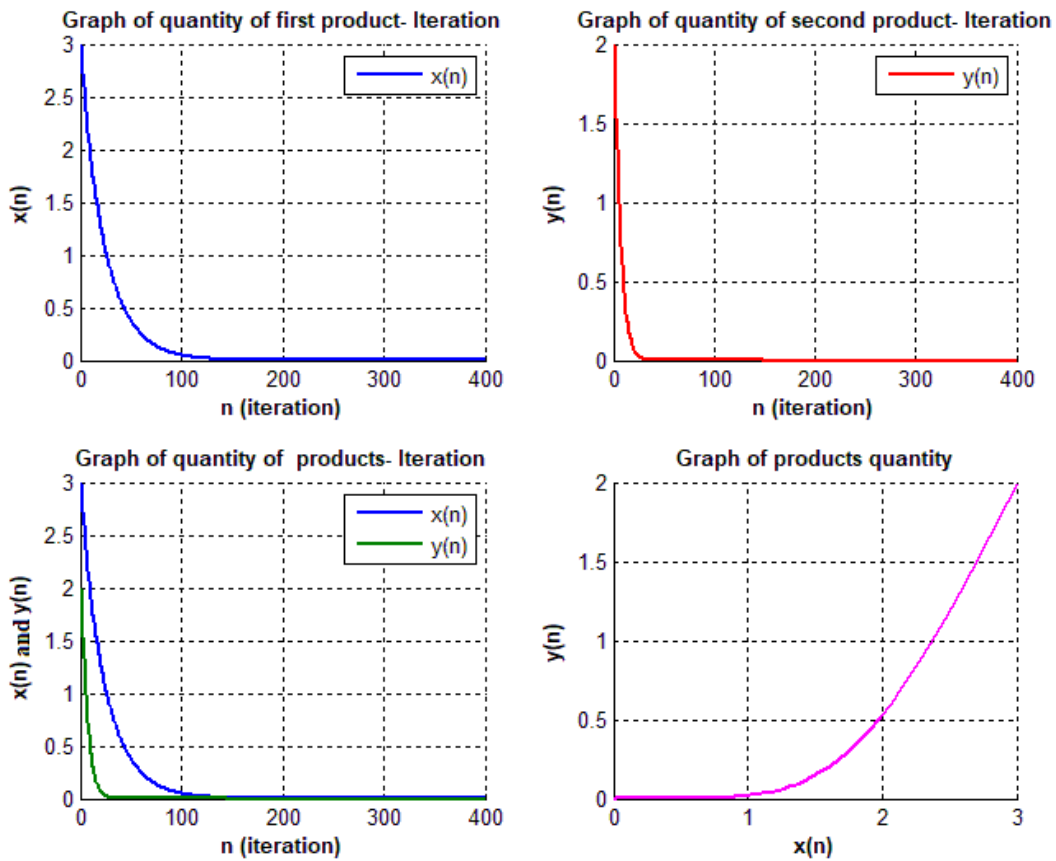 Graph of quantity of first product- Iteration
3
2.5
2
1.5
1
0.5
0
x(n)
x(n)
0 100 200 300 400
n (iteration)
Graph of quantity of second product- Iteration
2
1.5
1
0.5
0
y(n)
y(n)
0 100 200 300 400
n (iteration)
Graph of quantity of  products- Iteration
3
2.5
2
1.5
1
0.5
0
x(n) and y(n)
x(n)
y(n)
0 100 200 300 400
n (iteration)
Graph of products quantity
2
1.5
1
0.5
0
y(n)
0 1 2 3
x(n)